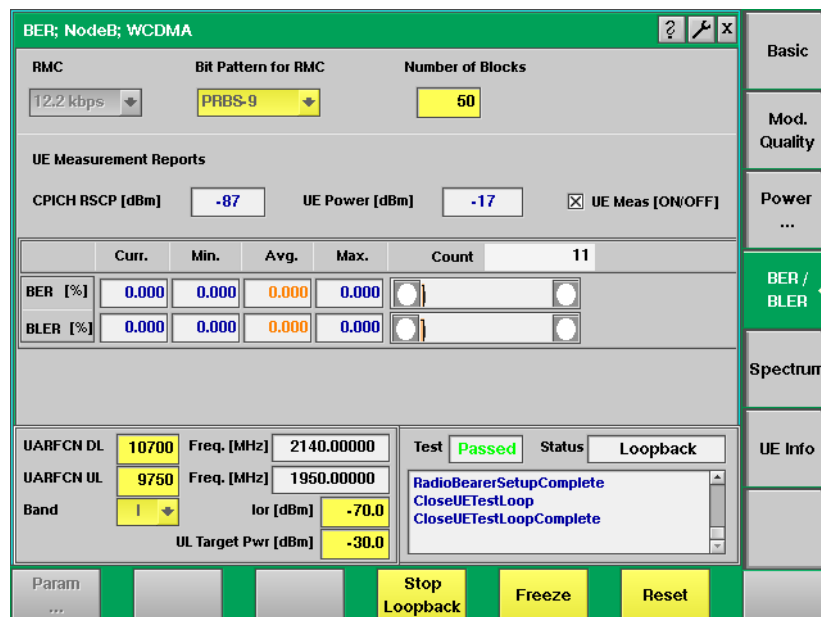 BER; NodeB; WCDMA ? X
RMC Bit Pattern for RMC Number of Blocks
12.2 kbps PRBS-9 50
UE Measurement Reports
CPICH RSCP [dBm] -87 UE Power [dBm] -17 UE Meas [ON/OFF]
Curr. Min. Avg. Max. Count 11
BER [%] 0.000 0.000 0.000 0.000
BLER [%] 0.000 0.000 0.000 0.000
UARFCN DL 10700 Freq. [MHz] 2140.00000
UARFCN UL 9750 Freq. [MHz] 1950.00000
Band I Ior [dBm] -70.0
UL Target Pwr [dBm] -30.0
Test Passed Status Loopback
RadioBearerSetupComplete
CloseUETestLoop
CloseUETestLoopComplete
Basic
Mod.
Quality
Power
...
BER /
BLER
Spectrum
UE Info
Param
...
Stop
Loopback
Freeze
Reset